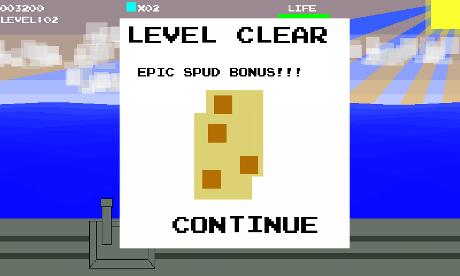 003200
X02
LIFE
LEVEL:02
LEVEL CLEAR
EPIC SPUD BONUS!!!
CONTINUE